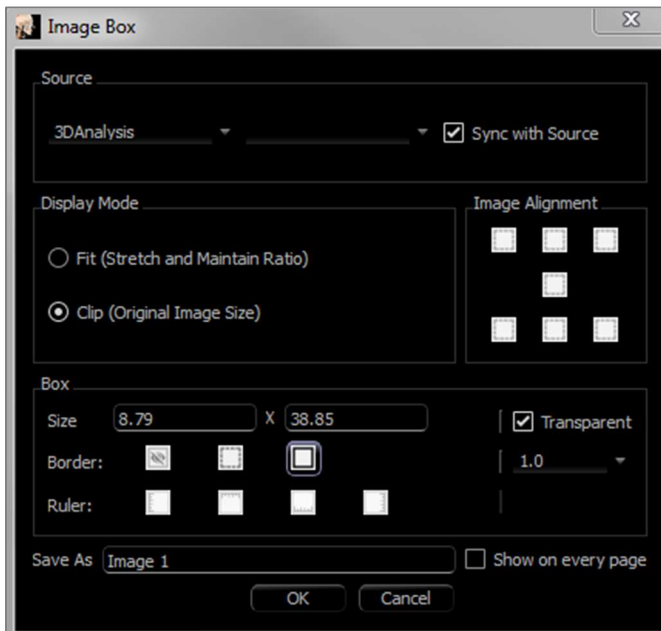 Image Box
Source
3DAnalysis
Sync with Source
Display Mode
Image Alignment
Fit (Stretch and Maintain Ratio)
Clip (Original Image Size)
Box
Size 8.79 X 38.85 Transparent
Border: 1.0
Ruler:
Save As Image 1 Show on every page
OK Cancel